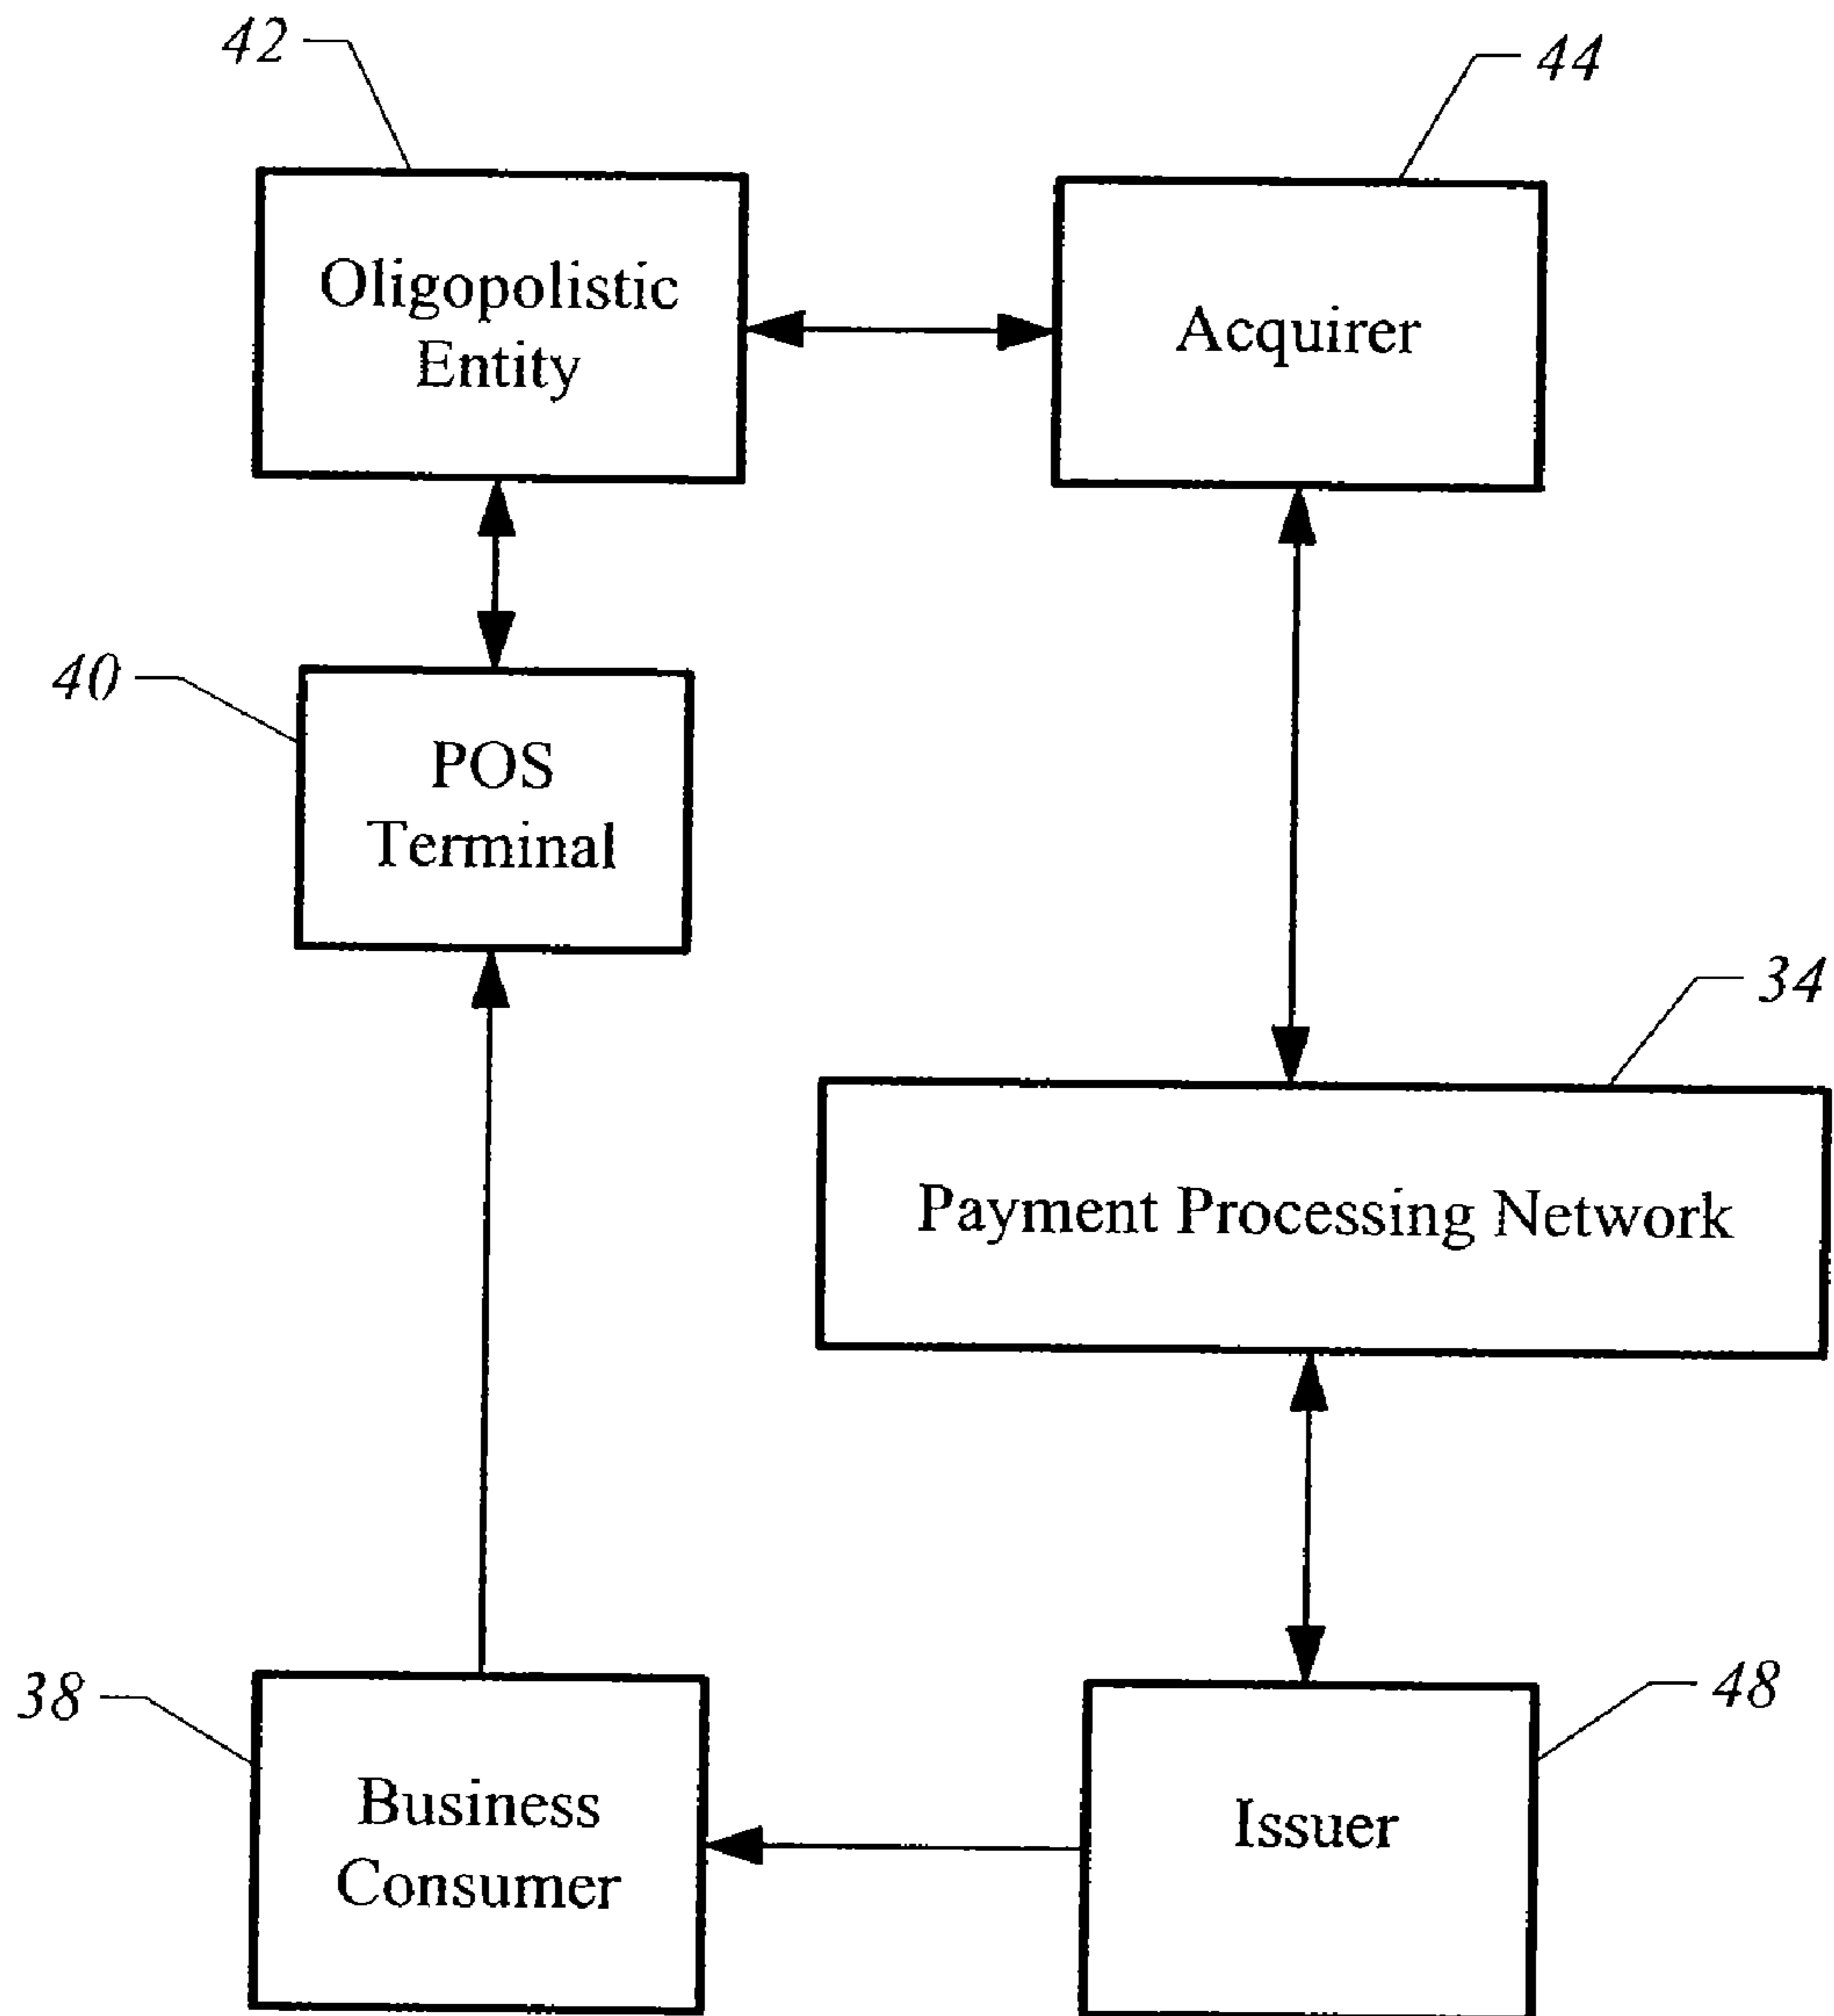 42
44
Oligopolistic
Entity
Acquirer
40
POS
Terminal
34
Payment Processing Network
38
48
Business
Consumer
Issuer